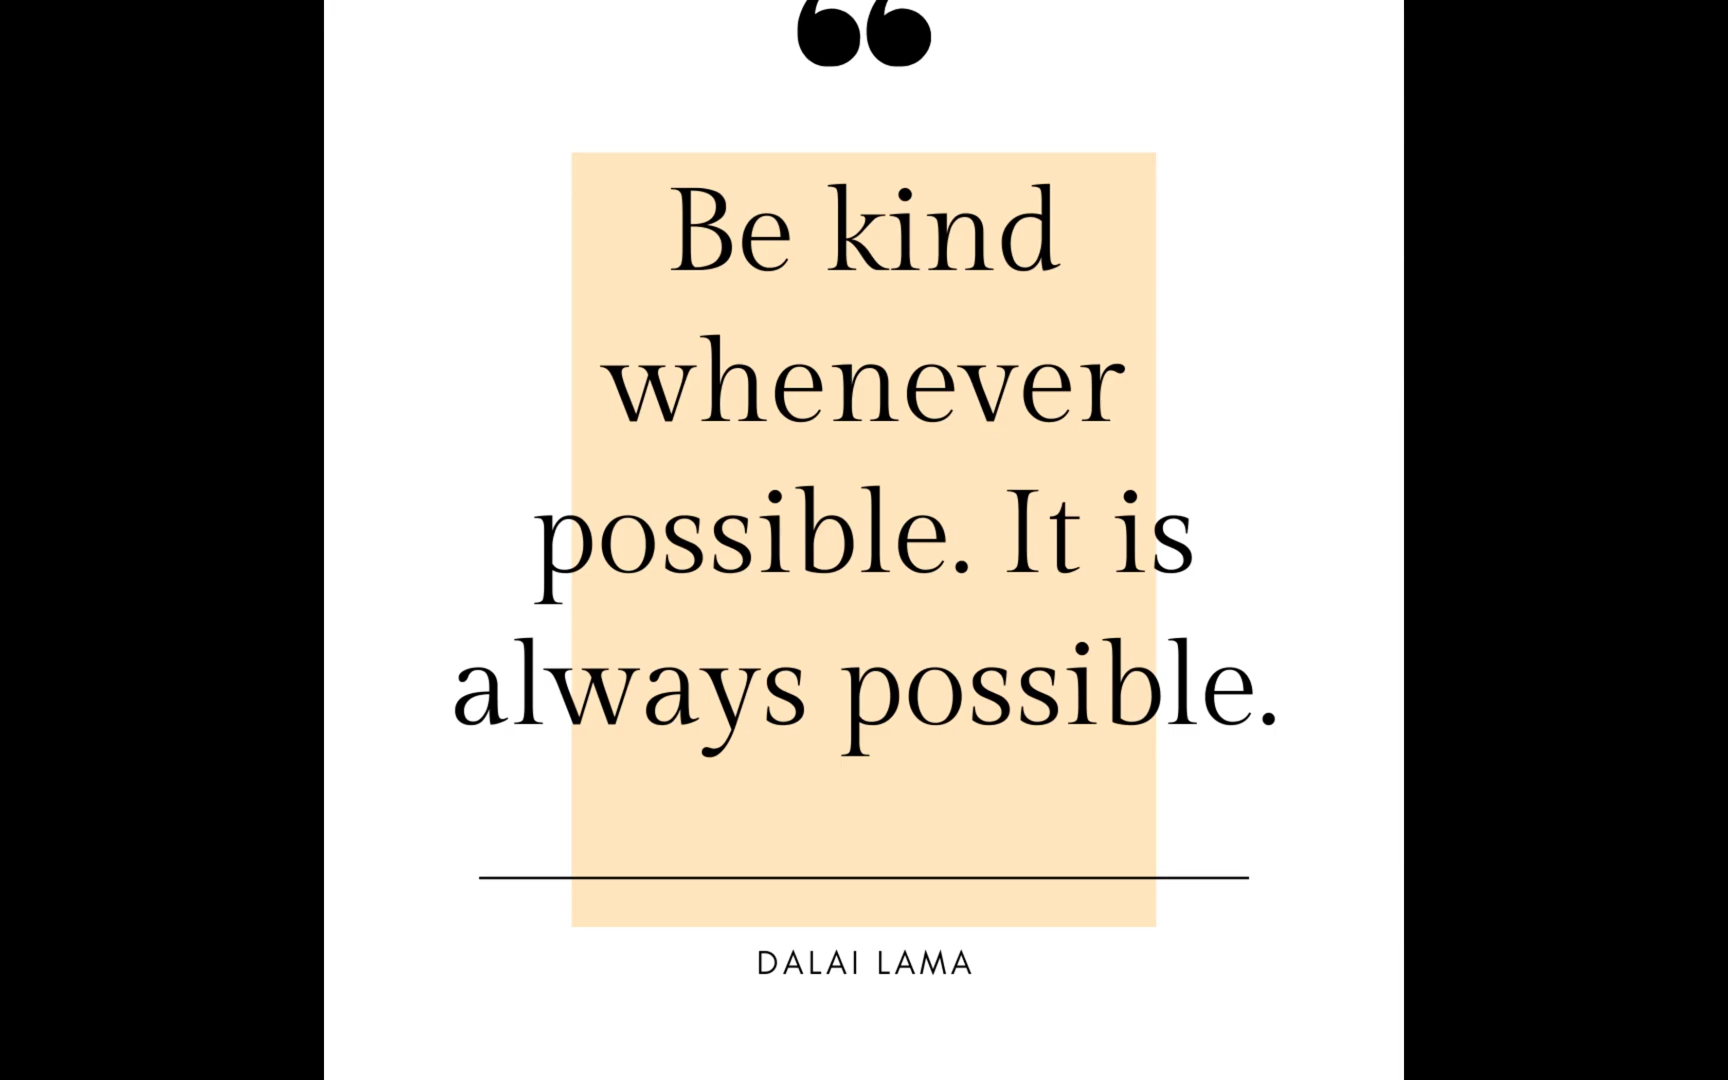 “
Be kind
whenever
possible. It is
always possible.
DALAI LAMA